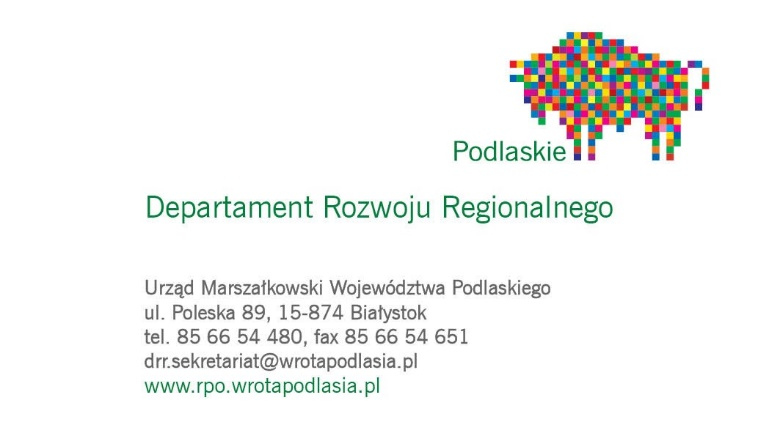 Podlaskie
Departament Rozwoju Regionalnego
Urząd Marszałkowski Województwa Podlaskiego
ul. Poleska 89, 15-874 Białystok
tel. 85 66 54 480, fax 85 66 54 651
drr.sekretariat@wrotapodlasia.pl
www.rpo.wrotapodlasia.pl